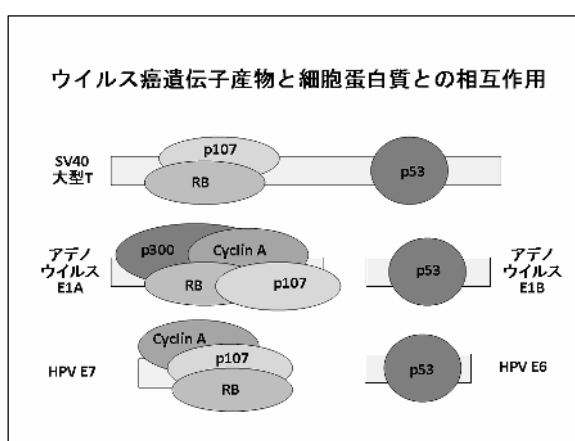 ウイルス癌遺伝子産物と細胞蛋白質との相互作用
SV40
大型T
p107
RB
p53
アデノ
ウイルス
E1A
p300
Cyclin A
RB
p107
p53
アデノ
ウイルス
E1B
HPV E7
Cyclin A
p107
RB
p53
HPV E6